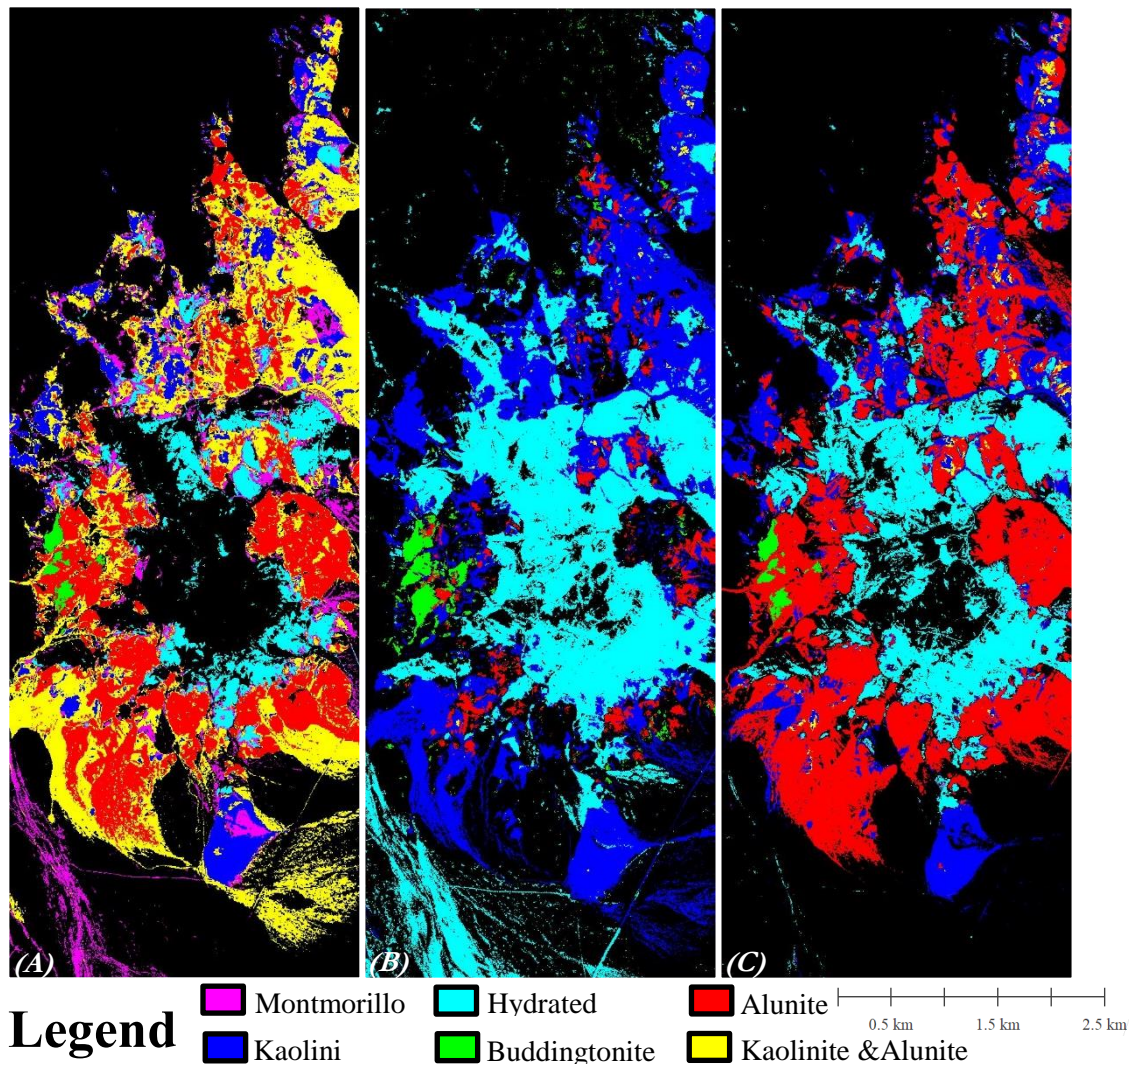 (A) (B) (C)
Legend
Montmorillo Hydrated Alunite
Kaolini Buddingtonite Kaolinite &Alunite
0.5 km 1.5 km 2.5 km